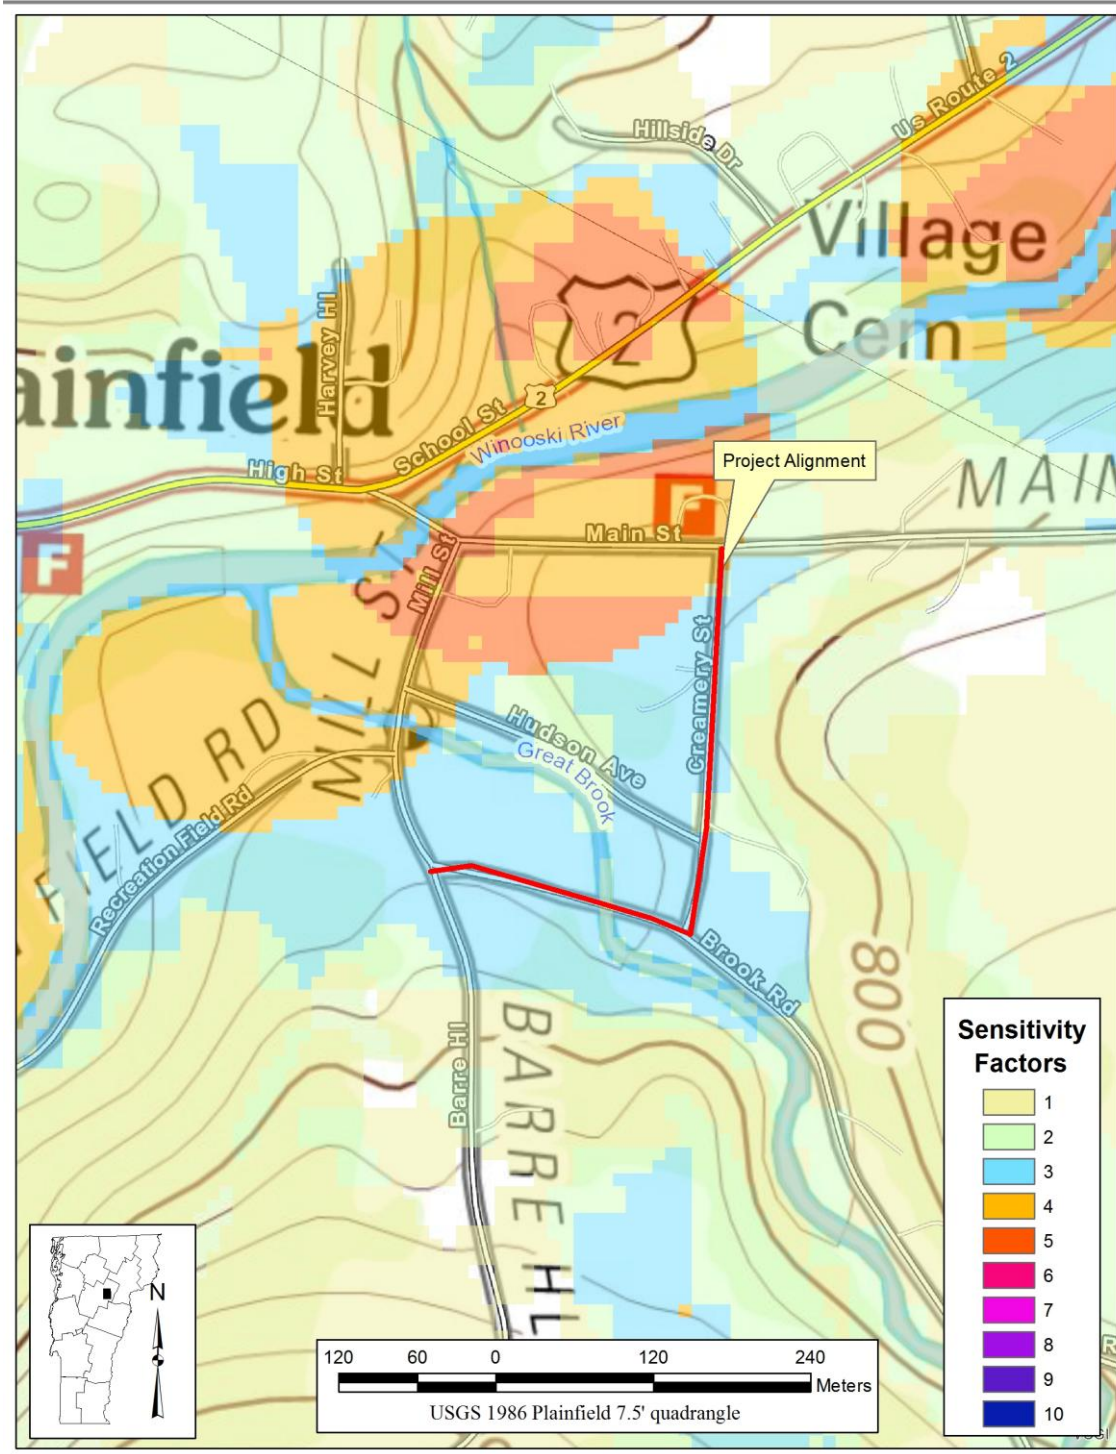 Us Route 2
Hillside Dr
Village
Cem
2
ainfield
Harvey Hl
2
School St
Winooski River
High St
Project Alignment
MAIN
F
F
Main St
Mill St
MILL ST
Creamery St
Hudson Ave
Great Brook
FIELD RD
Recreation Field Rd
Brook Rd
800
Barre Hl
BARRE HL
Sensitivity
Factors
1
2
3
4
5
6
7
8
9
10
N
120 60 0 120 240
Meters
USGS 1986 Plainfield 7.5' quadrangle
R